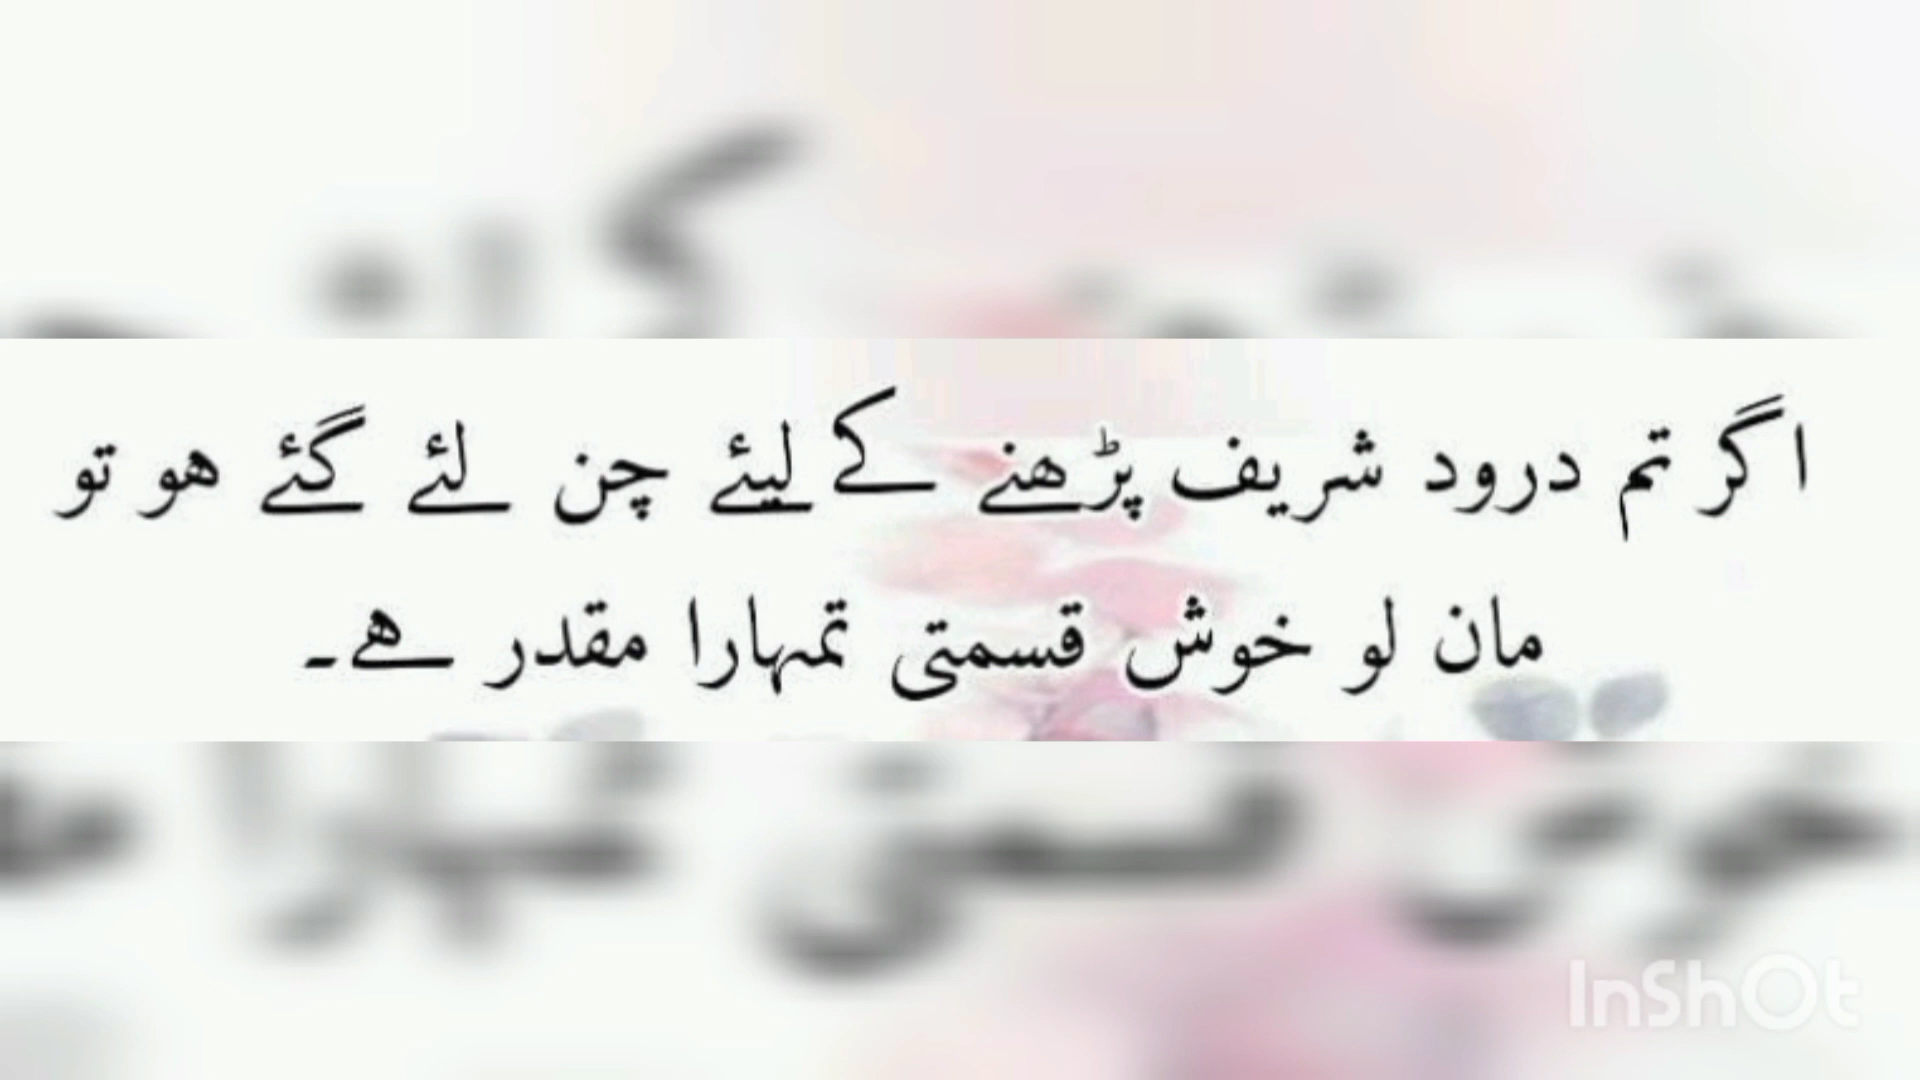 اگر تم درود شریف پڑھنے کے لیئے چن لئے گئے ھو تو
مان لو خوش قسمتی تمہارا مقدر ھے۔
InShOt